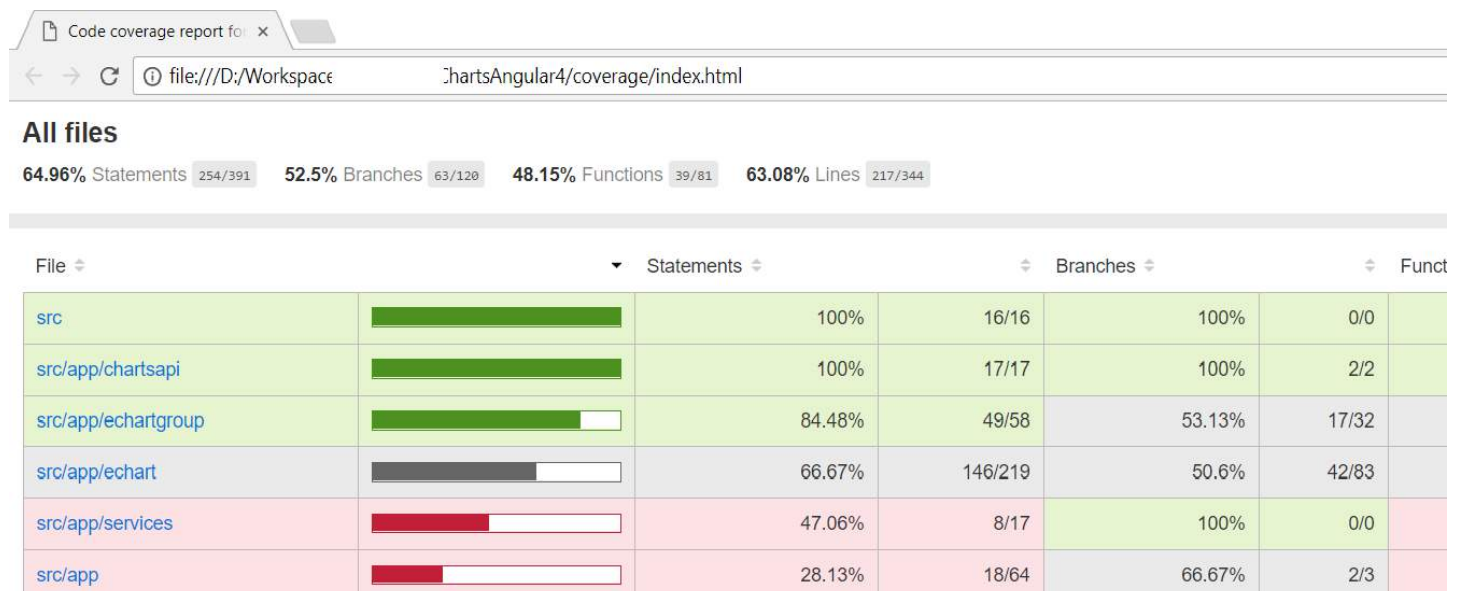 Code coverage report fo
file:///D:/Workspace hartsAngular4/coverage/index.html
All files
64.96% Statements 254/391 52.5% Branches 63/120 48.15% Functions 39/81 63.08% Lines 217/344
File Statements Branches Funct
src 100% 16/16 100% 0/0
src/app/chartsapi 100% 17/17 100% 2/2
src/app/echartgroup 84.48% 49/58 53.13% 17/32
src/app/echart 66.67% 146/219 50.6% 42/83
src/app/services 47.06% 8/17 100% 0/0
src/app 28.13% 18/64 66.67% 2/3